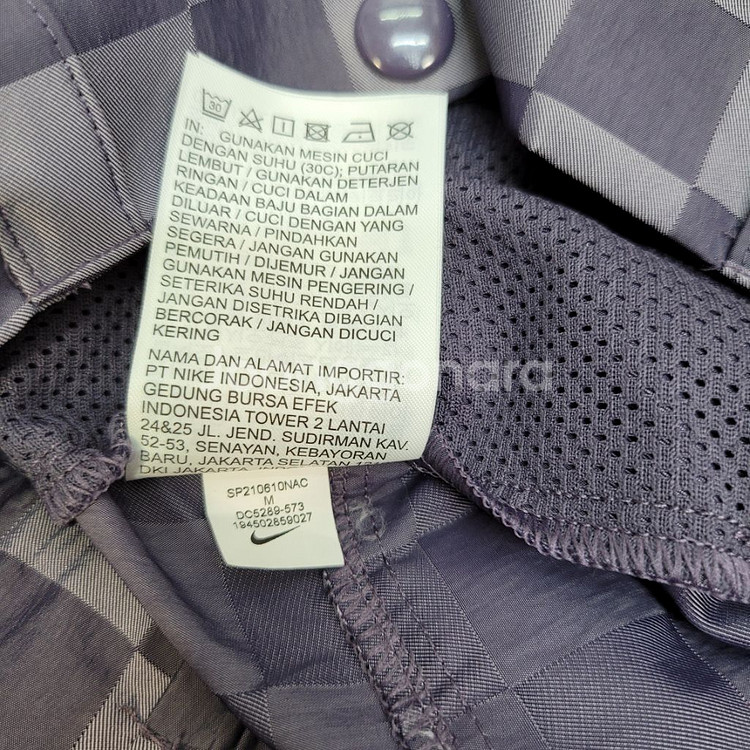 30
IN: GUNAKAN MESIN CUCI
DENGAN SUHU (30C); PUTARAN
LEMBUT / GUNAKAN DETERJEN
RINGAN / CUCI DALAM
KEADAAN BAJU BAGIAN DALAM
DILUAR / CUCI DENGAN YANG
SEWARNA / PINDAHKAN
SEGERA / JANGAN GUNAKAN
PEMUTIH / DIJEMUR / JANGAN
GUNAKAN MESIN PENGERING /
SETERIKA SUHU RENDAH /
JANGAN DISETRIKA DIBAGIAN
BERCORAK / JANGAN DICUCI
KERING
NAMA DAN ALAMAT IMPORTIR:
PT NIKE INDONESIA, JAKARTA
GEDUNG BURSA EFEK
INDONESIA TOWER 2 LANTAI
24&25 JL. JEND. SUDIRMAN KAV.
52-53, SENAYAN, KEBAYORAN
BARU, JAKARTA SELATAN
DKI JAKARTA
SP210610NAC
M
DC5289-573
194502859027